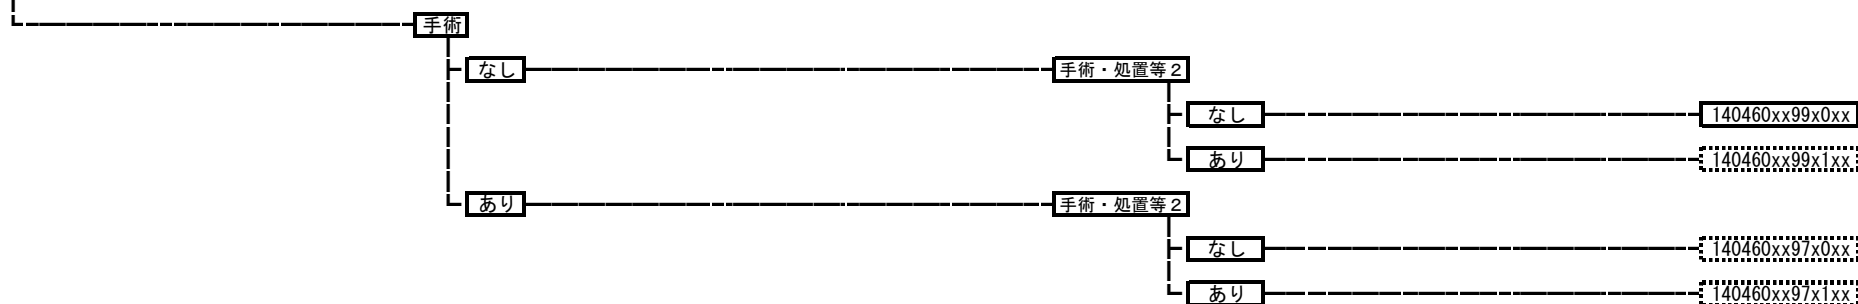 手術
なし 手術・処置等2
なし 140460xx99x0xx
あり 140460xx99x1xx
あり 手術・処置等2
なし 140460xx97x0xx
あり 140460xx97x1xx